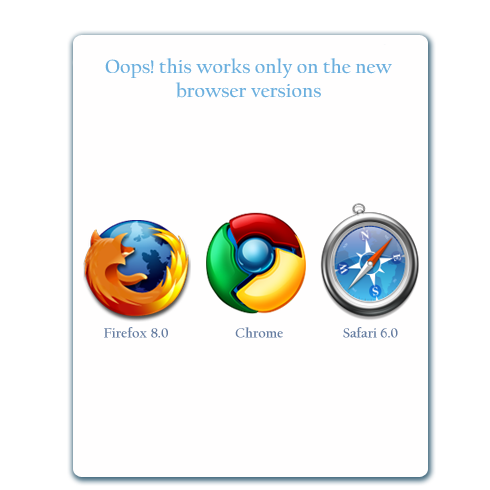 Oops! this works only on the new
browser versions
N
E
W
S
Firefox 8.0
Chrome
Safari 6.0